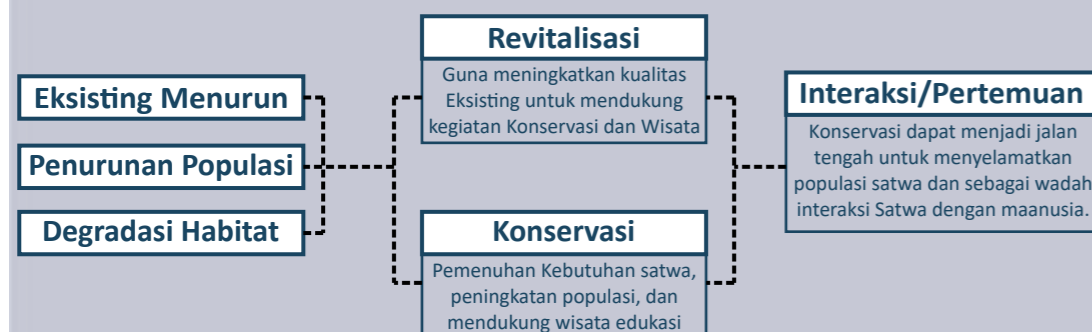 Eksisting Menurun
Penurunan Populasi
Degradasi Habitat
Revitalisasi
Guna meningkatkan kualitas
Eksisting untuk mendukung
kegiatan Konservasi dan Wisata
Konservasi
Pemenuhan Kebutuhan satwa,
peningkatan populasi, dan
mendukung wisata edukasi
Interaksi/Pertemuan
Konservasi dapat menjadi jalan
tengah untuk menyelamatkan
populasi satwa dan sebagai wadah
interaksi Satwa dengan maanusia.